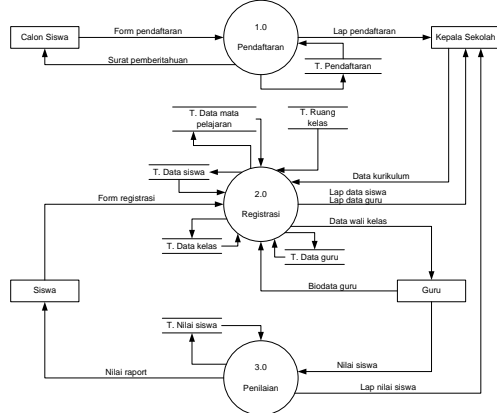 Form pendaftaran
1.0
Lap pendaftaran
Calon Siswa
Pendaftaran
Kepala Sekolah
Surat pemberitahuan
T. Pendaftaran
T. Data mata
pelajaran
T. Ruang
kelas
T. Data siswa
Data kurikulum
2.0
Lap data siswa
Form registrasi
Lap data guru
Registrasi
Data wali kelas
T. Data kelas
T. Data guru
Siswa
Biodata guru
Guru
T. Nilai siswa
3.0
Nilai raport
Nilai siswa
Penilaian
Lap nilai siswa